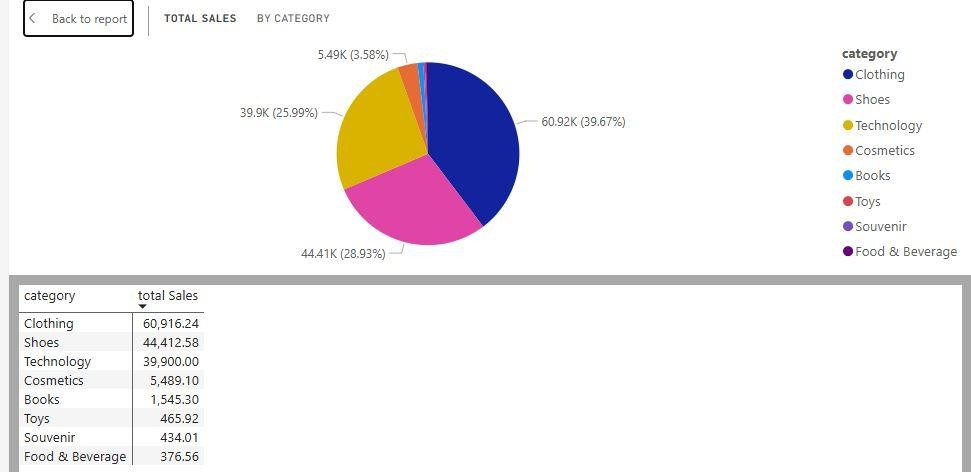 Back to report
TOTAL SALES BY CATEGORY
5.49K (3.58%)
39.9K (25.99%)
60.92K (39.67%)
44.41K (28.93%)
category
Clothing
Shoes
Technology
Cosmetics
Books
Toys
Souvenir
Food & Beverage
category total Sales
Clothing 60,916.24
Shoes 44,412.58
Technology 39,900.00
Cosmetics 5,489.10
Books 1,545.30
Toys 465.92
Souvenir 434.01
Food & Beverage 376.56